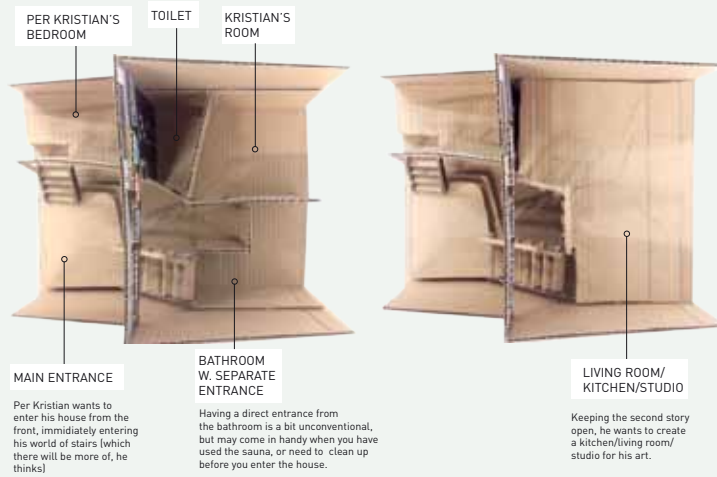 PER KRISTIAN'S
BEDROOM
TOILET
KRISTIAN'S
ROOM
MAIN ENTRANCE
Per Kristian wants to
enter his house from the
front, immidiately entering
his world of stairs (which
there will be more of, he
thinks)
BATHROOM
W. SEPARATE
ENTRANCE
Having a direct entrance from
the bathroom is a bit unconventional,
but may come in handy when you have
used the sauna, or need to clean up
before you enter the house.
LIVING ROOM/
KITCHEN/STUDIO
Keeping the second story
open, he wants to create
a kitchen/living room/
studio for his art.